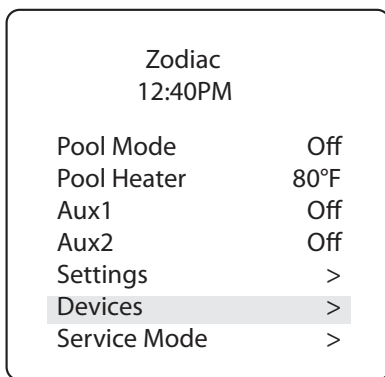 Zodiac
12:40PM
Pool Mode Off
Pool Heater 80°F
Aux1 Off
Aux2 Off
Settings >
Devices >
Service Mode >